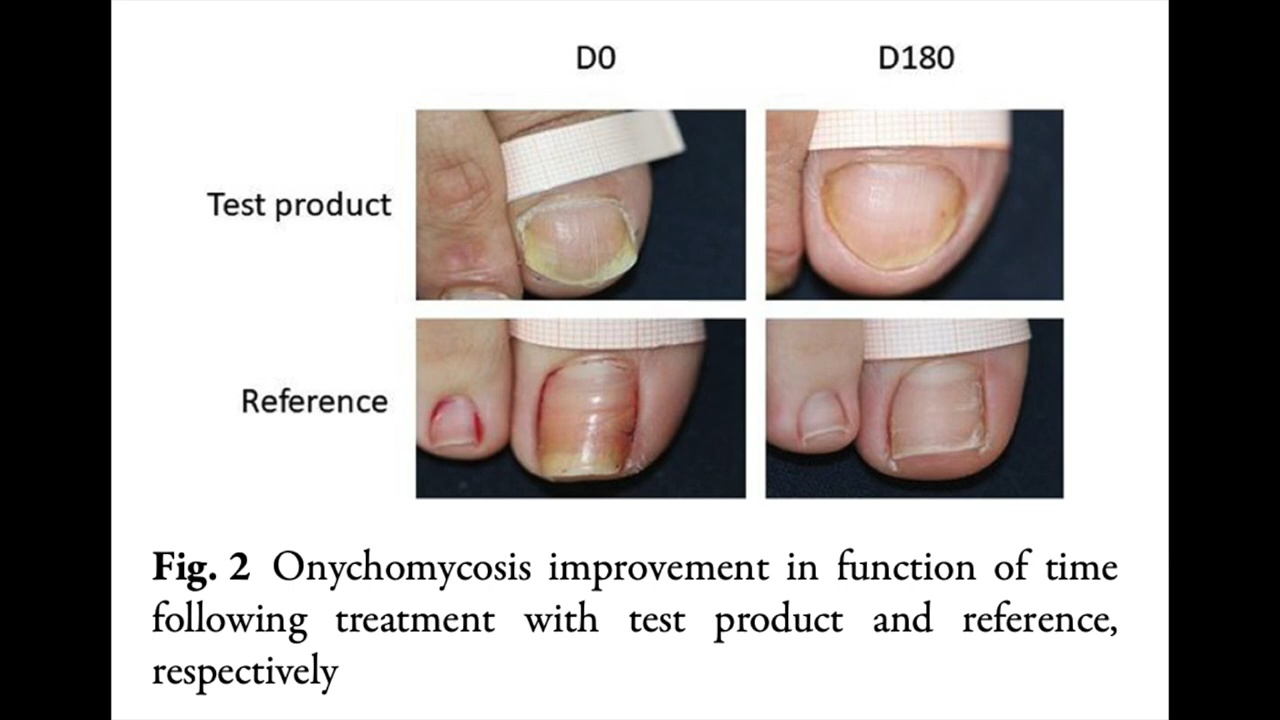 D0 D180
Test product
Reference
Fig. 2 Onychomycosis improvement in function of time
following treatment with test product and reference,
respectively